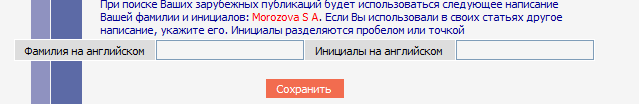 При поиске Ваших зарубежных публикаций будет использоваться следующее написание
Вашей фамилии и инициалов: Morozova S A. Если Вы использовали в своих статьях другое
написание, укажите его. Инициалы разделяются пробелом или точкой
Фамилия на английском Инициалы на английском
Сохранить